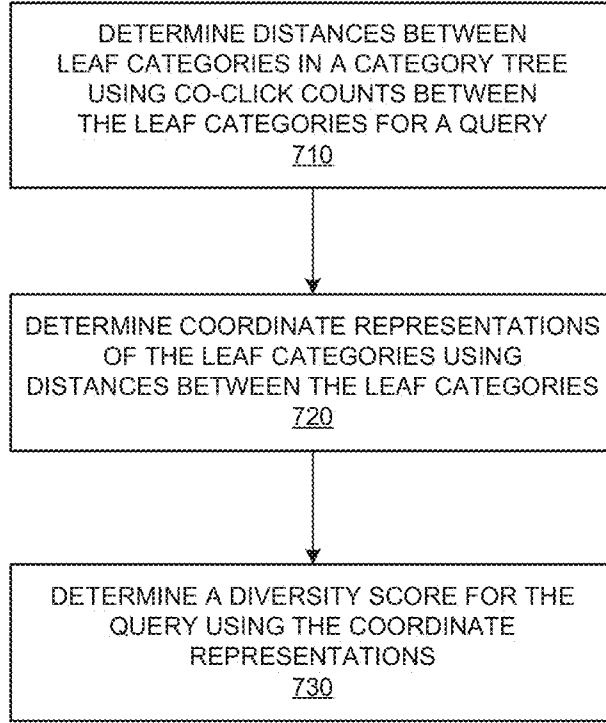 DETERMINE DISTANCES BETWEEN
LEAF CATEGORIES IN A CATEGORY TREE
USING CO-CLICK COUNTS BETWEEN
THE LEAF CATEGORIES FOR A QUERY
710
DETERMINE COORDINATE REPRESENTATIONS
OF THE LEAF CATEGORIES USING
DISTANCES BETWEEN THE LEAF CATEGORIES
720
DETERMINE A DIVERSITY SCORE FOR THE
QUERY USING THE COORDINATE
REPRESENTATIONS
730